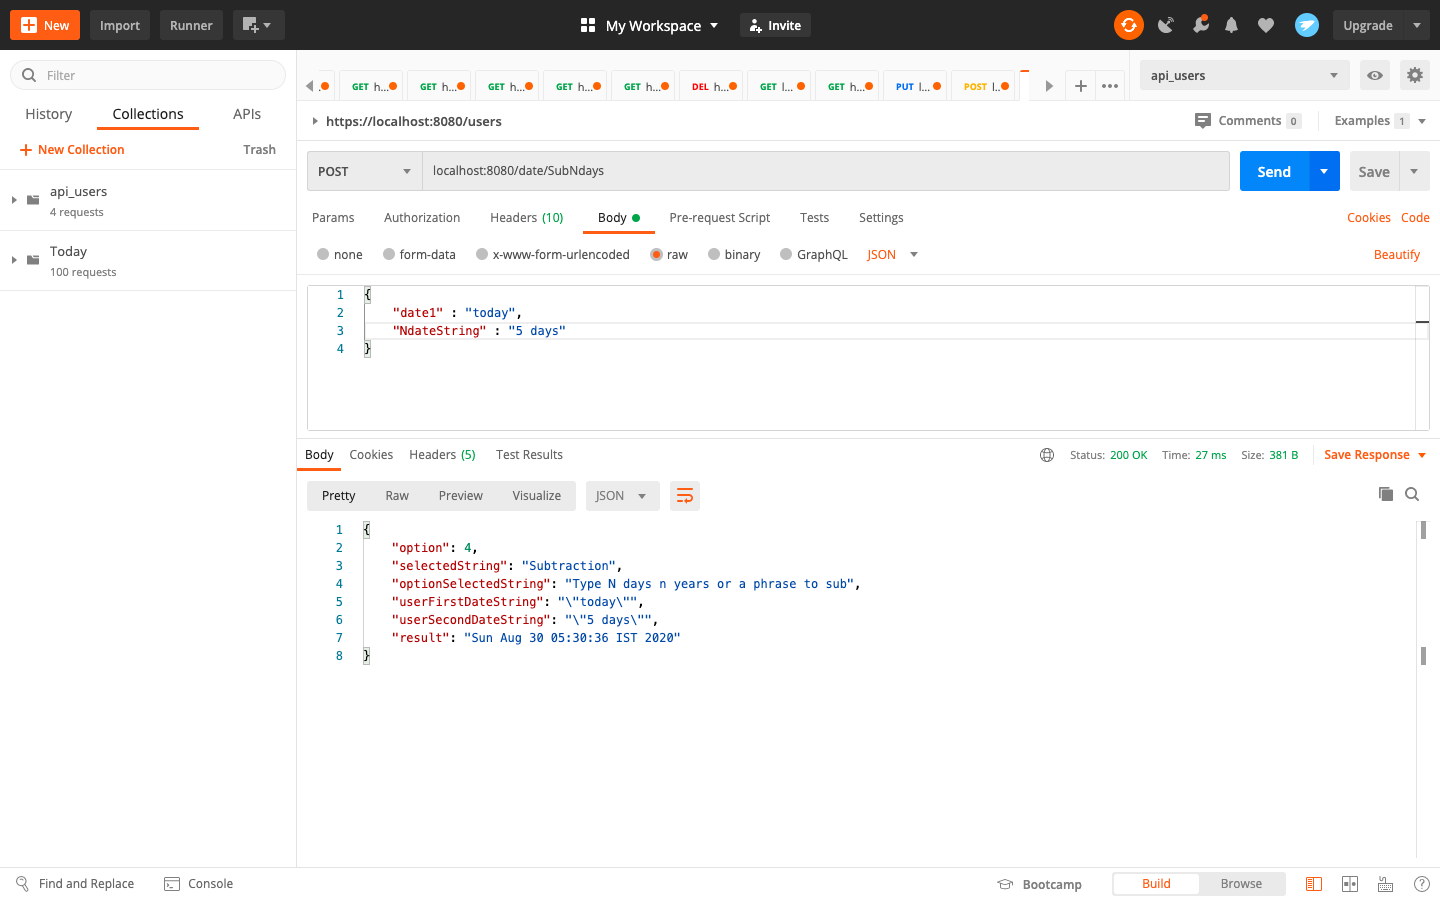 New Import Runner My Workspace Invite Upgrade
Filter
History Collections APIs
New Collection Trash
api_users
4 requests
Today
100 requests
GET h... GET h... GET h... GET h... GET h... DEL h... GET l... GET h... PUT l... POST l... api_users
https://localhost:8080/users Comments 0 Examples 1
POST localhost:8080/date/SubNdays Send Save
Params Authorization Headers (10) Body Pre-request Script Tests Settings Cookies Code
none form-data x-www-form-urlencoded raw binary GraphQL JSON Beautify
1 {
2 "date1" : "today",
3 "NdateString" : "5 days"
4 }
Body Cookies Headers (5) Test Results Status: 200 OK Time: 27 ms Size: 381 B Save Response
Pretty Raw Preview Visualize JSON
1 {
2 "option": 4,
3 "selectedString": "Subtraction",
4 "optionSelectedString": "Type N days n years or a phrase to sub",
5 "userFirstDateString": "\"today\"",
6 "userSecondDateString": "\"5 days\"",
7 "result": "Sun Aug 30 05:30:36 IST 2020"
8 }
Find and Replace Console Bootcamp Build Browse